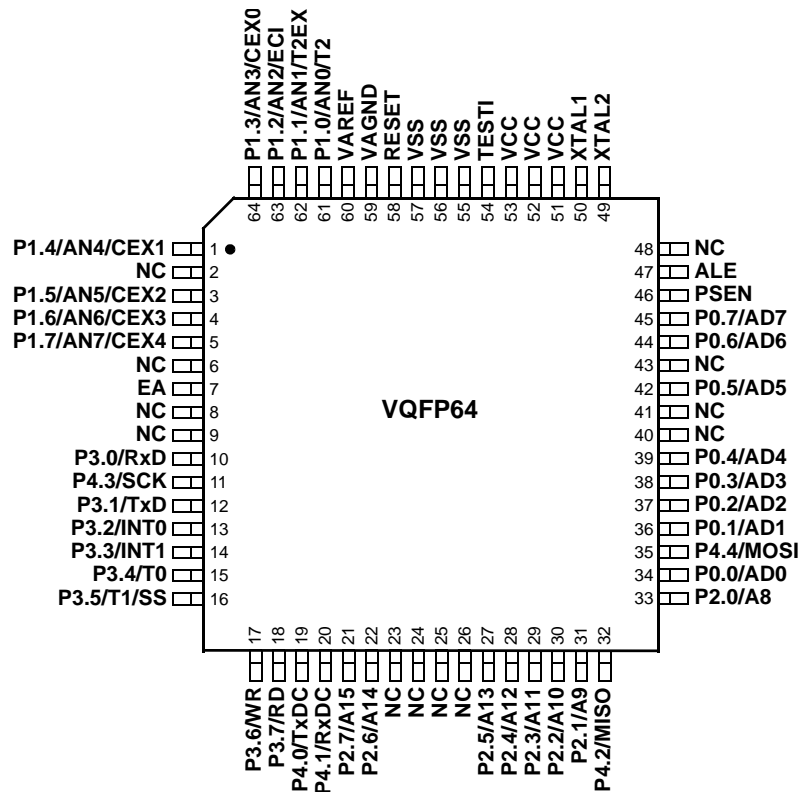 P1.3/AN3/CEX0
P1.2/AN2/ECI
P1.1/AN1/T2EX
P1.0/AN0/T2
VAREF
VAGND
RESET
VSS
VSS
VSS
TESTI
VCC
VCC
VCC
XTAL1
XTAL2
64
63
62
61
60
59
58
57
56
55
54
53
52
51
50
49
P1.4/AN4/CEX1 1
NC 2
P1.5/AN5/CEX2 3
P1.6/AN6/CEX3 4
P1.7/AN7/CEX4 5
NC 6
EA 7
NC 8
NC 9
P3.0/RxD 10
P4.3/SCK 11
P3.1/TxD 12
P3.2/INT0 13
P3.3/INT1 14
P3.4/T0 15
P3.5/T1/SS 16
VQFP64
48 NC
47 ALE
46 PSEN
45 P0.7/AD7
44 P0.6/AD6
43 NC
42 P0.5/AD5
41 NC
40 NC
39 P0.4/AD4
38 P0.3/AD3
37 P0.2/AD2
36 P0.1/AD1
35 P4.4/MOSI
34 P0.0/AD0
33 P2.0/A8
17
18
19
20
21
22
23
24
25
26
27
28
29
30
31
32
P3.6/WR
P3.7/RD
P4.0/TxDC
P4.1/RxDC
P2.7/A15
P2.6/A14
NC
NC
NC
NC
P2.5/A13
P2.4/A12
P2.3/A11
P2.2/A10
P2.1/A9
P4.2/MISO